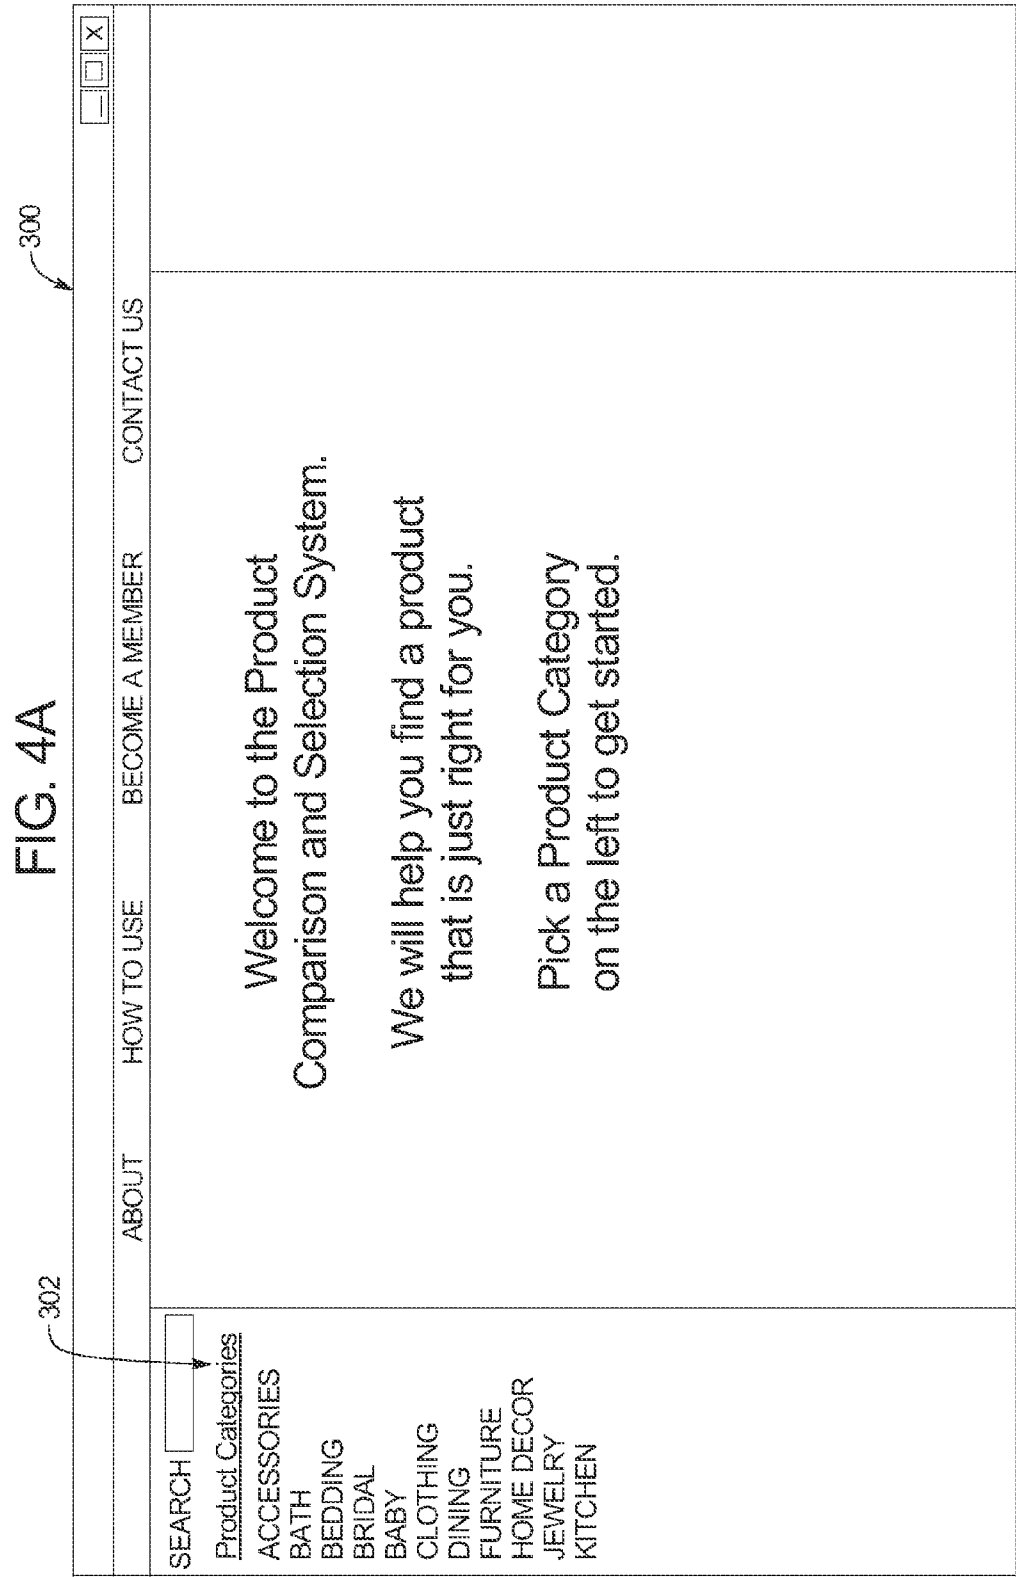 FIG. 4A
300
302
ABOUT HOW TO USE BECOME A MEMBER CONTACT US
SEARCH
Product Categories
ACCESSORIES
BATH
BEDDING
BRIDAL
BABY
CLOTHING
DINING
FURNITURE
HOME DECOR
JEWELRY
KITCHEN
Welcome to the Product
Comparison and Selection System.
We will help you find a product
that is just right for you.
Pick a Product Category
on the left to get started.